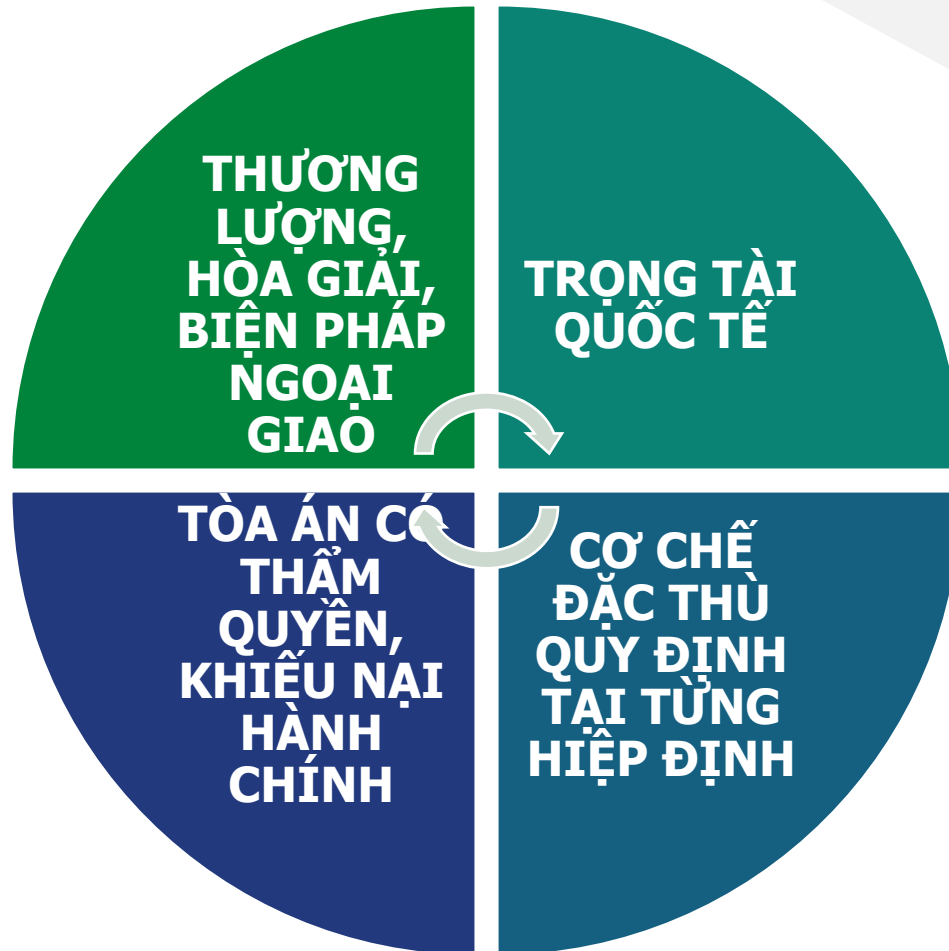 THƯƠNG
LƯỢNG,
HÒA GIẢI,
BIỆN PHÁP
NGOẠI
GIAO
TRỌNG TÀI
QUỐC TẾ
TÒA ÁN CÓ
THẨM
QUYỀN,
KHIẾU NẠI
HÀNH
CHÍNH
CƠ CHẾ
ĐẶC THÙ
QUY ĐỊNH
TẠI TỪNG
HIỆP ĐỊNH